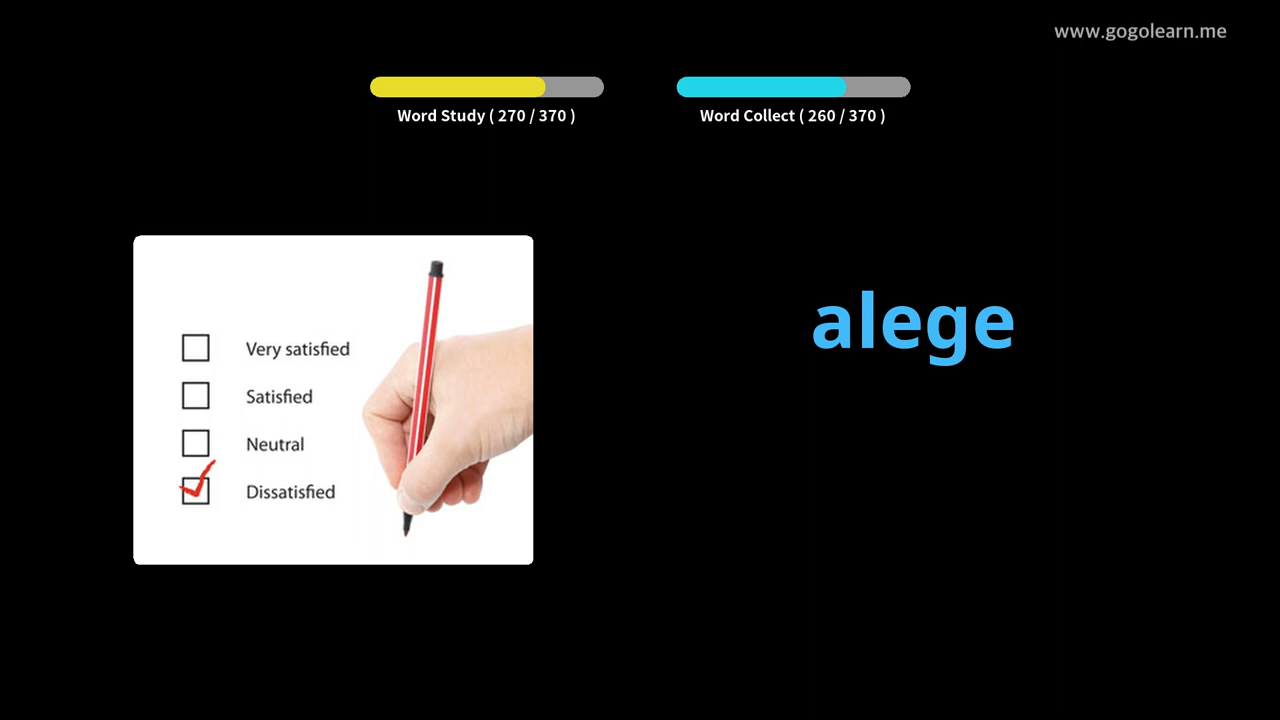 www.gogolearn.me
Word Study ( 270 / 370 )
Word Collect ( 260 / 370 )
Very satisfied
Satisfied
Neutral
Dissatisfied
alege